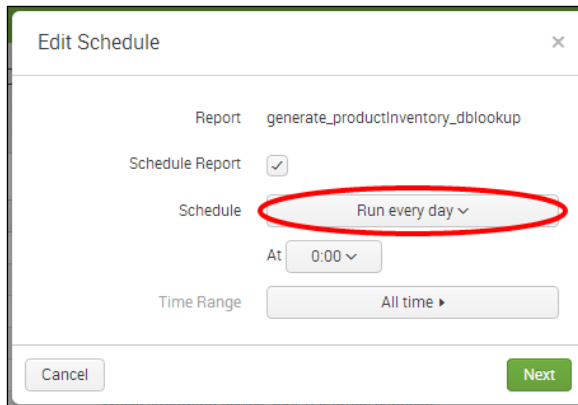 Edit Schedule ×
Report generate_productInventory_dblookup
Schedule Report
Schedule Run every day
At 0:00
Time Range All time
Cancel Next